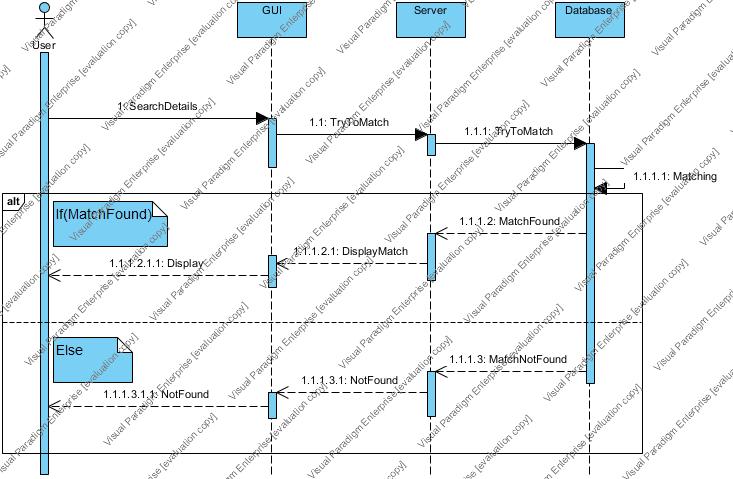 GUI
Server
Database
User
1: SearchDetails
1.1: TryToMatch
1.1.1: TryToMatch
1.1.1.1: Matching
alt
If(MatchFound)
1.1.1.2: MatchFound
1.1.1.2.1: DisplayMatch
1.1.1.2.1.1: Display
Else
1.1.1.3: MatchNotFound
1.1.1.3.1: NotFound
1.1.1.3.1.1: NotFound
Visual Paradigm Enterprise [evaluation copy]